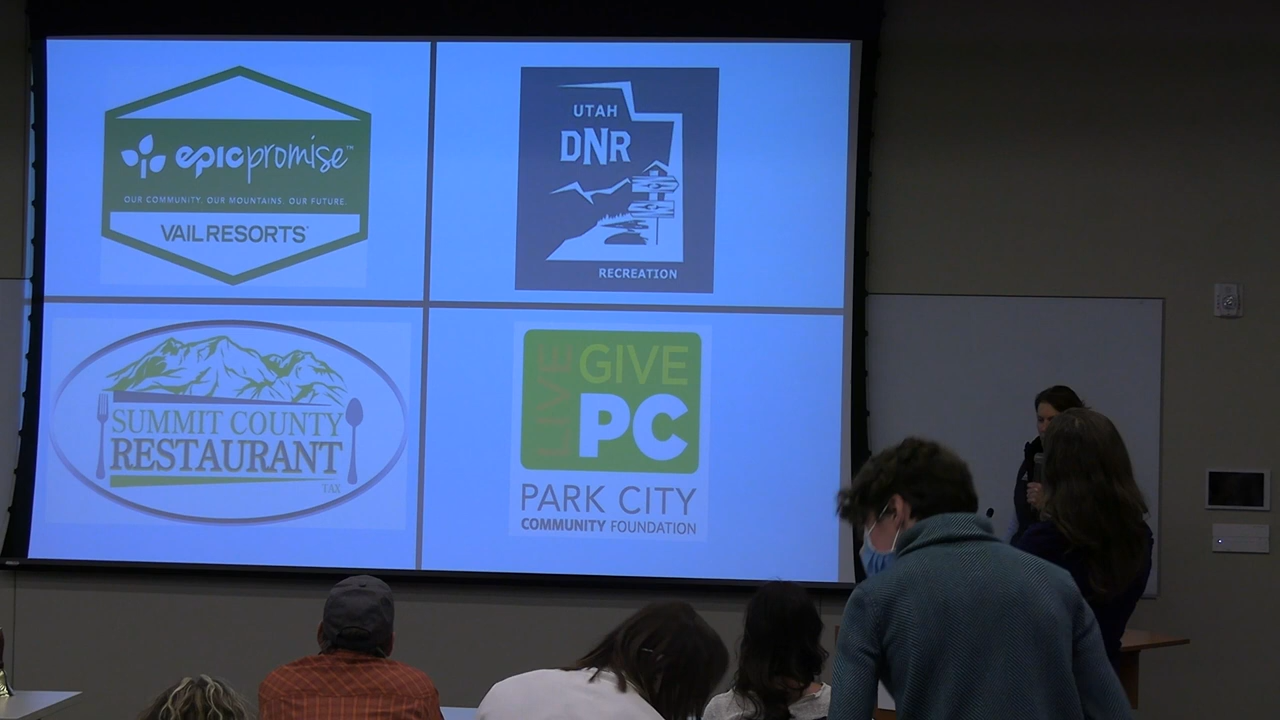 epicpromise™
OUR COMMUNITY. OUR MOUNTAINS. OUR FUTURE.
VAIL RESORTS
UTAH
DNR
RECREATION
SUMMIT COUNTY
RESTAURANT
TAX
LIVE
GIVE
PC
PARK CITY
COMMUNITY FOUNDATION